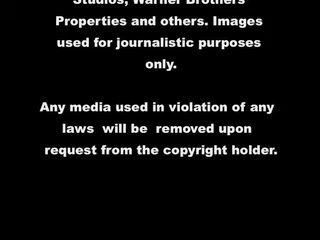 Studios, Warner Brothers
Properties and others. Images
used for journalistic purposes
only.
Any media used in violation of any
laws will be removed upon
request from the copyright holder.